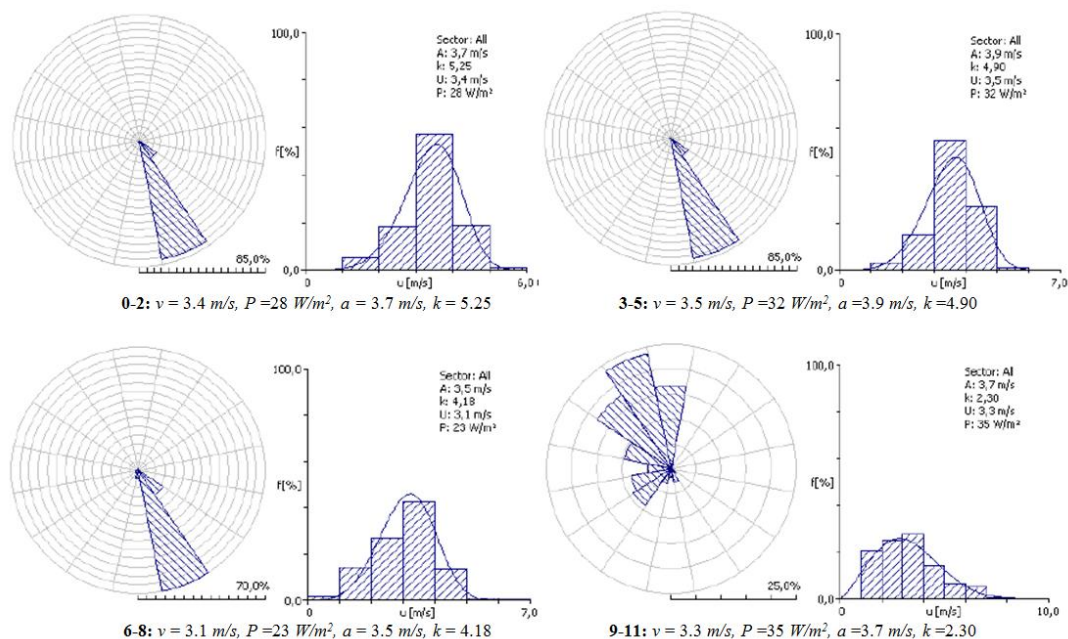 100,0
Sector: All
A: 3,7 m/s
k: 5,25
U: 3,4 m/s
P: 28 W/m²
f[%]
85,0%
0,0
0
u [m/s]
6,0
0-2: v = 3.4 m/s, P =28 W/m², a = 3.7 m/s, k = 5.25
100,0
Sector: All
A: 3,9 m/s
k: 4,90
U: 3,5 m/s
P: 32 W/m²
f[%]
85,0%
0,0
0
u [m/s]
7,0
3-5: v = 3.5 m/s, P =32 W/m², a =3.9 m/s, k =4.90
100,0
Sector: All
A: 3,5 m/s
k: 4,18
U: 3,1 m/s
P: 23 W/m²
f[%]
70,0%
0,0
0
u [m/s]
7,0
6-8: v = 3.1 m/s, P =23 W/m², a = 3.5 m/s, k = 4.18
100,0
Sector: All
A: 3,7 m/s
k: 2,30
U: 3,3 m/s
P: 35 W/m²
f[%]
25,0%
0,0
0
u [m/s]
10,0
9-11: v = 3.3 m/s, P =35 W/m², a =3.7 m/s, k =2.30